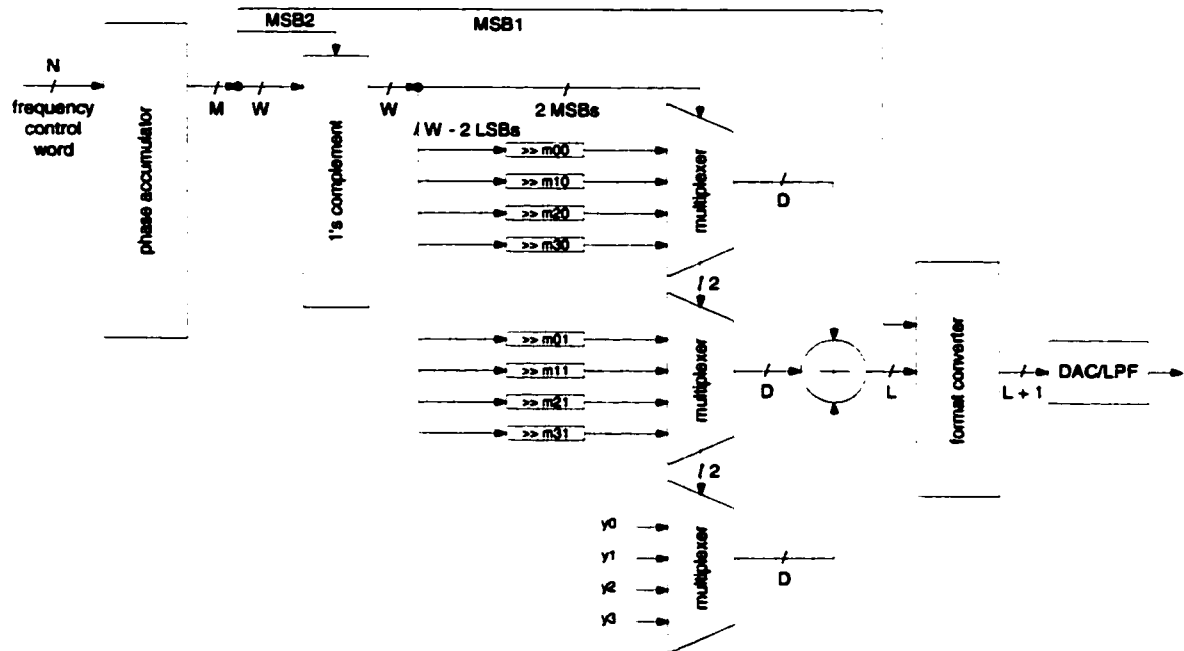 MSB2
MSB1
N
frequency
control
word
phase accumulator
M
W
1's complement
W
2 MSBs
W - 2 LSBs
>> m00
>> m10
>> m20
>> m30
multiplexer
D
/ 2
>> m01
>> m11
>> m21
>> m31
multiplexer
D
L
format converter
L + 1
DAC/LPF
/ 2
y0
y1
y2
y3
multiplexer
D